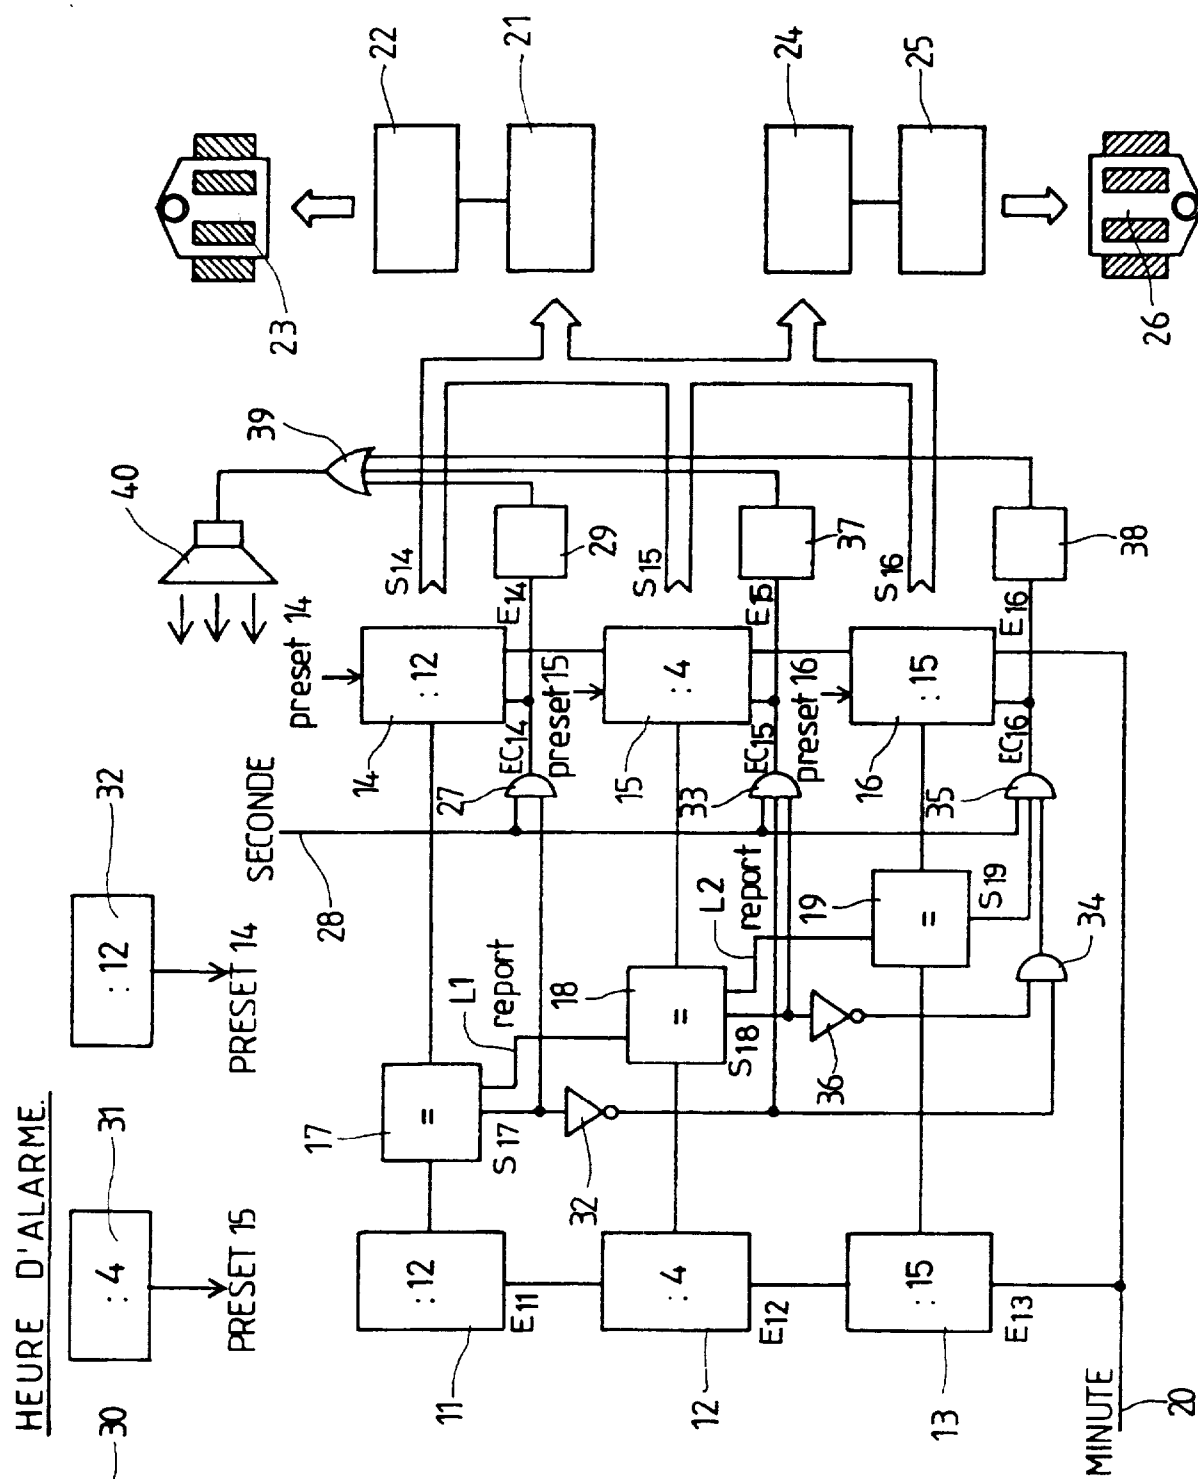 HEURE D'ALARME.
30
: 4
31
: 12
32
40
PRESET 15
PRESET 14
SECONDE
39
23
preset 14
28
17
=
L1
report
14
: 12
S14
22
11
: 12
E11
S17
27
EC14
E14
21
preset 15
18
32
29
=
15
: 4
S15
12
: 4
E12
S18
L2
report
33
EC15
E15
24
preset 16
36
19
37
=
16
: 15
S16
25
13
: 15
E13
S19
35
EC16
E16
34
38
26
MINUTE
20